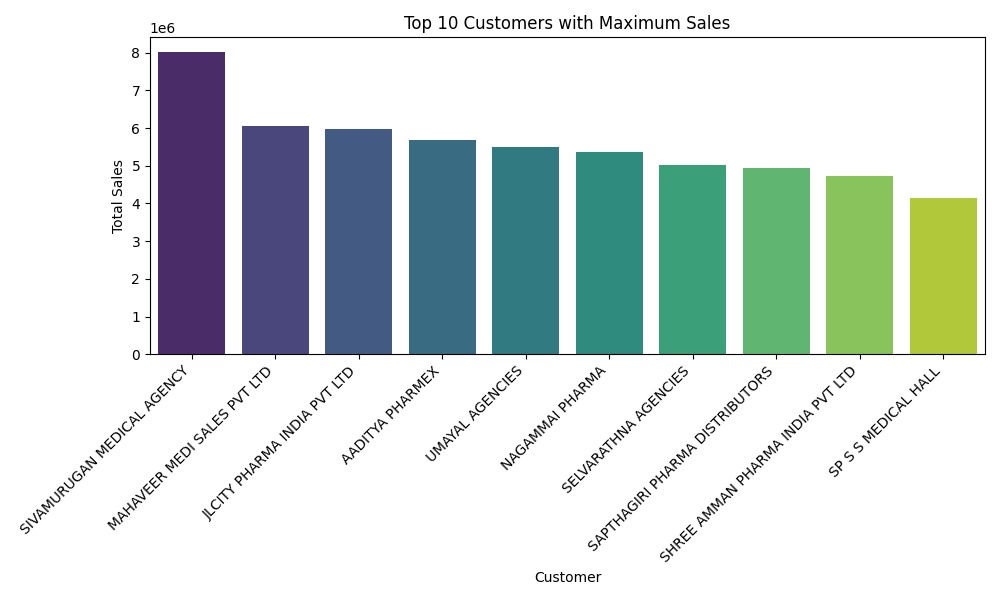 Top 10 Customers with Maximum Sales
1e6
8
7
6
5
4
3
2
1
0
Total Sales
SIVAMURUGAN MEDICAL AGENCY
MAHAVEER MEDI SALES PVT LTD
JLCITY PHARMA INDIA PVT LTD
AADITYA PHARMEX
UMAYAL AGENCIES
NAGAMMAI PHARMA
SELVARATHNA AGENCIES
SAPTHAGIRI PHARMA DISTRIBUTORS
SHREE AMMAN PHARMA INDIA PVT LTD
SP S S MEDICAL HALL
Customer